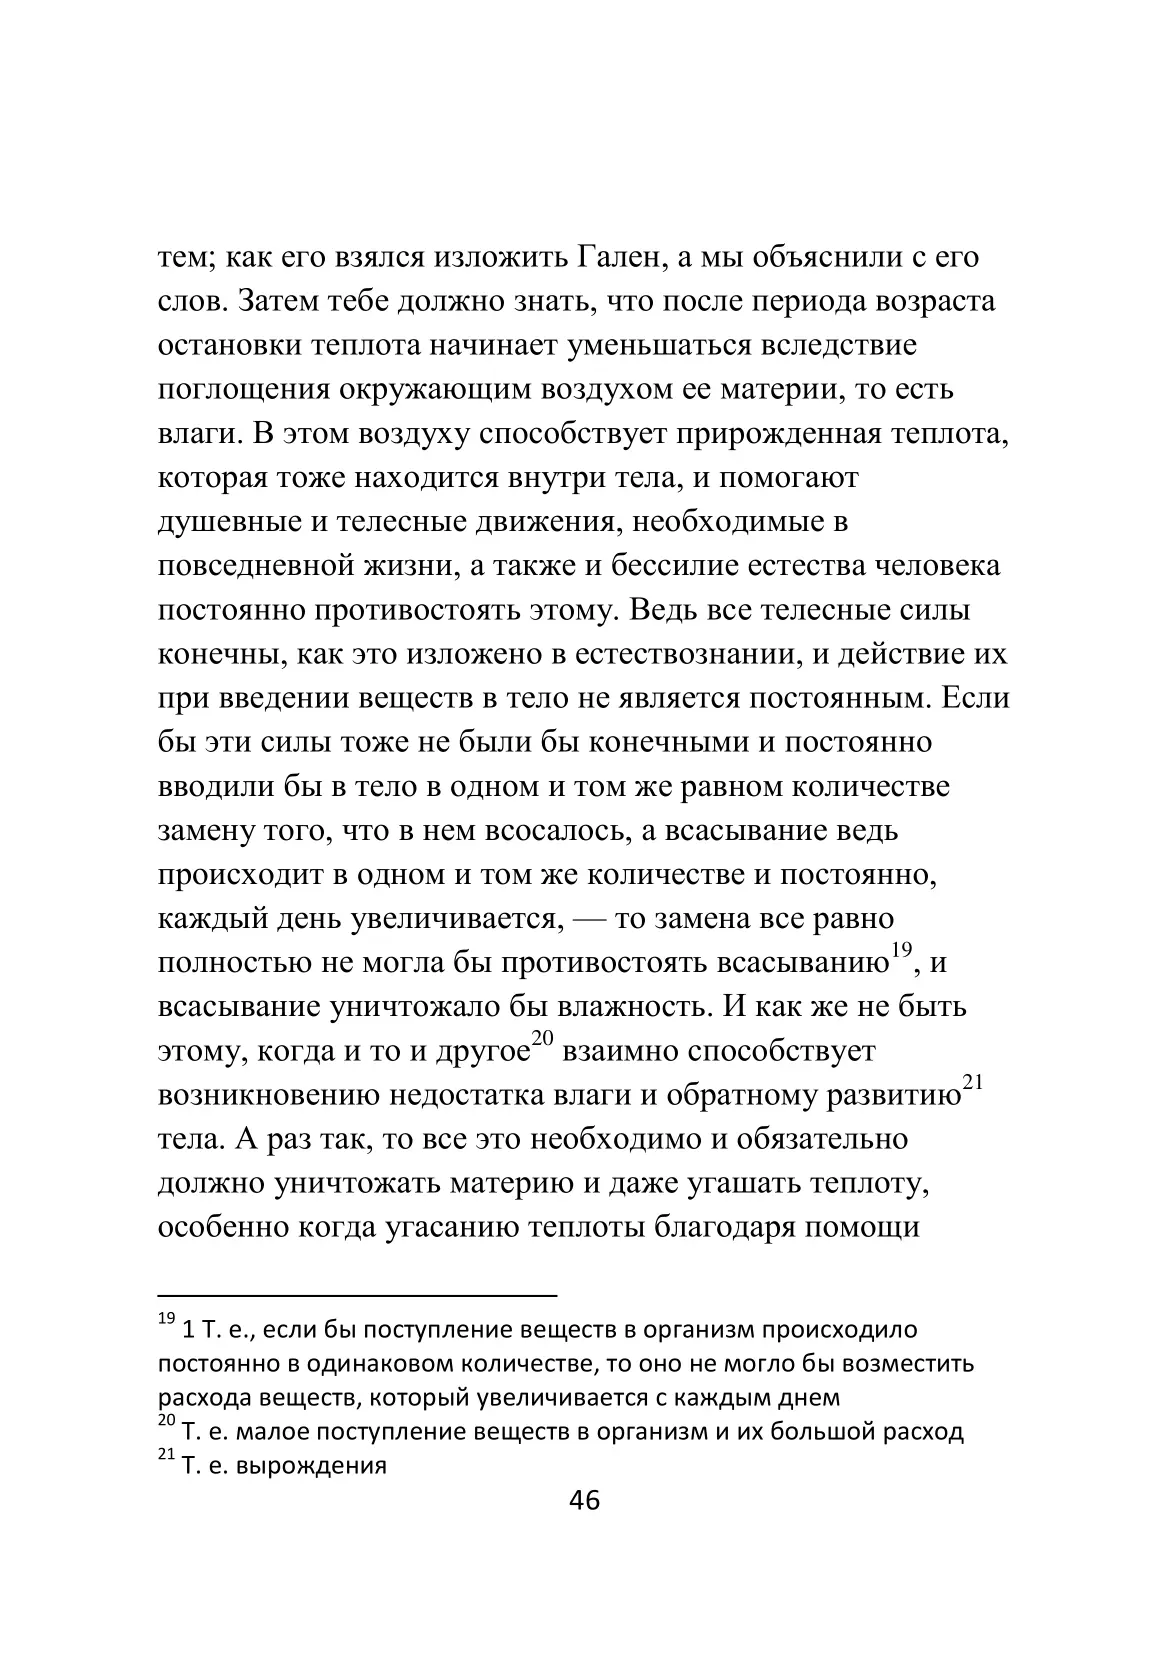 тем; как его взялся изложить Гален, а мы объяснили с его
слов. Затем тебе должно знать, что после периода возраста
остановки теплота начинает уменьшаться вследствие
поглощения окружающим воздухом ее материи, то есть
влаги. В этом воздуху способствует прирожденная теплота,
которая тоже находится внутри тела, и помогают
душевные и телесные движения, необходимые в
повседневной жизни, а также и бессилие естества человека
постоянно противостоять этому. Ведь все телесные силы
конечны, как это изложено в естествознании, и действие их
при введении веществ в тело не является постоянным. Если
бы эти силы тоже не были бы конечными и постоянно
вводили бы в тело в одном и том же равном количестве
замену того, что в нем всосалось, а всасывание ведь
происходит в одном и том же количестве и постоянно,
каждый день увеличивается, — то замена все равно
полностью не могла бы противостоять всасыванию19, и
всасывание уничтожало бы влажность. И как же не быть
этому, когда и то и другое20 взаимно способствует
возникновению недостатка влаги и обратному развитию21
тела. А раз так, то все это необходимо и обязательно
должно уничтожать материю и даже угашать теплоту,
особенно когда угасанию теплоты благодаря помощи
19 1 Т. е., если бы поступление веществ в организм происходило
постоянно в одинаковом количестве, то оно не могло бы возместить
расхода веществ, который увеличивается с каждым днем
20 Т. е. малое поступление веществ в организм и их большой расход
21 Т. е. вырождения
46